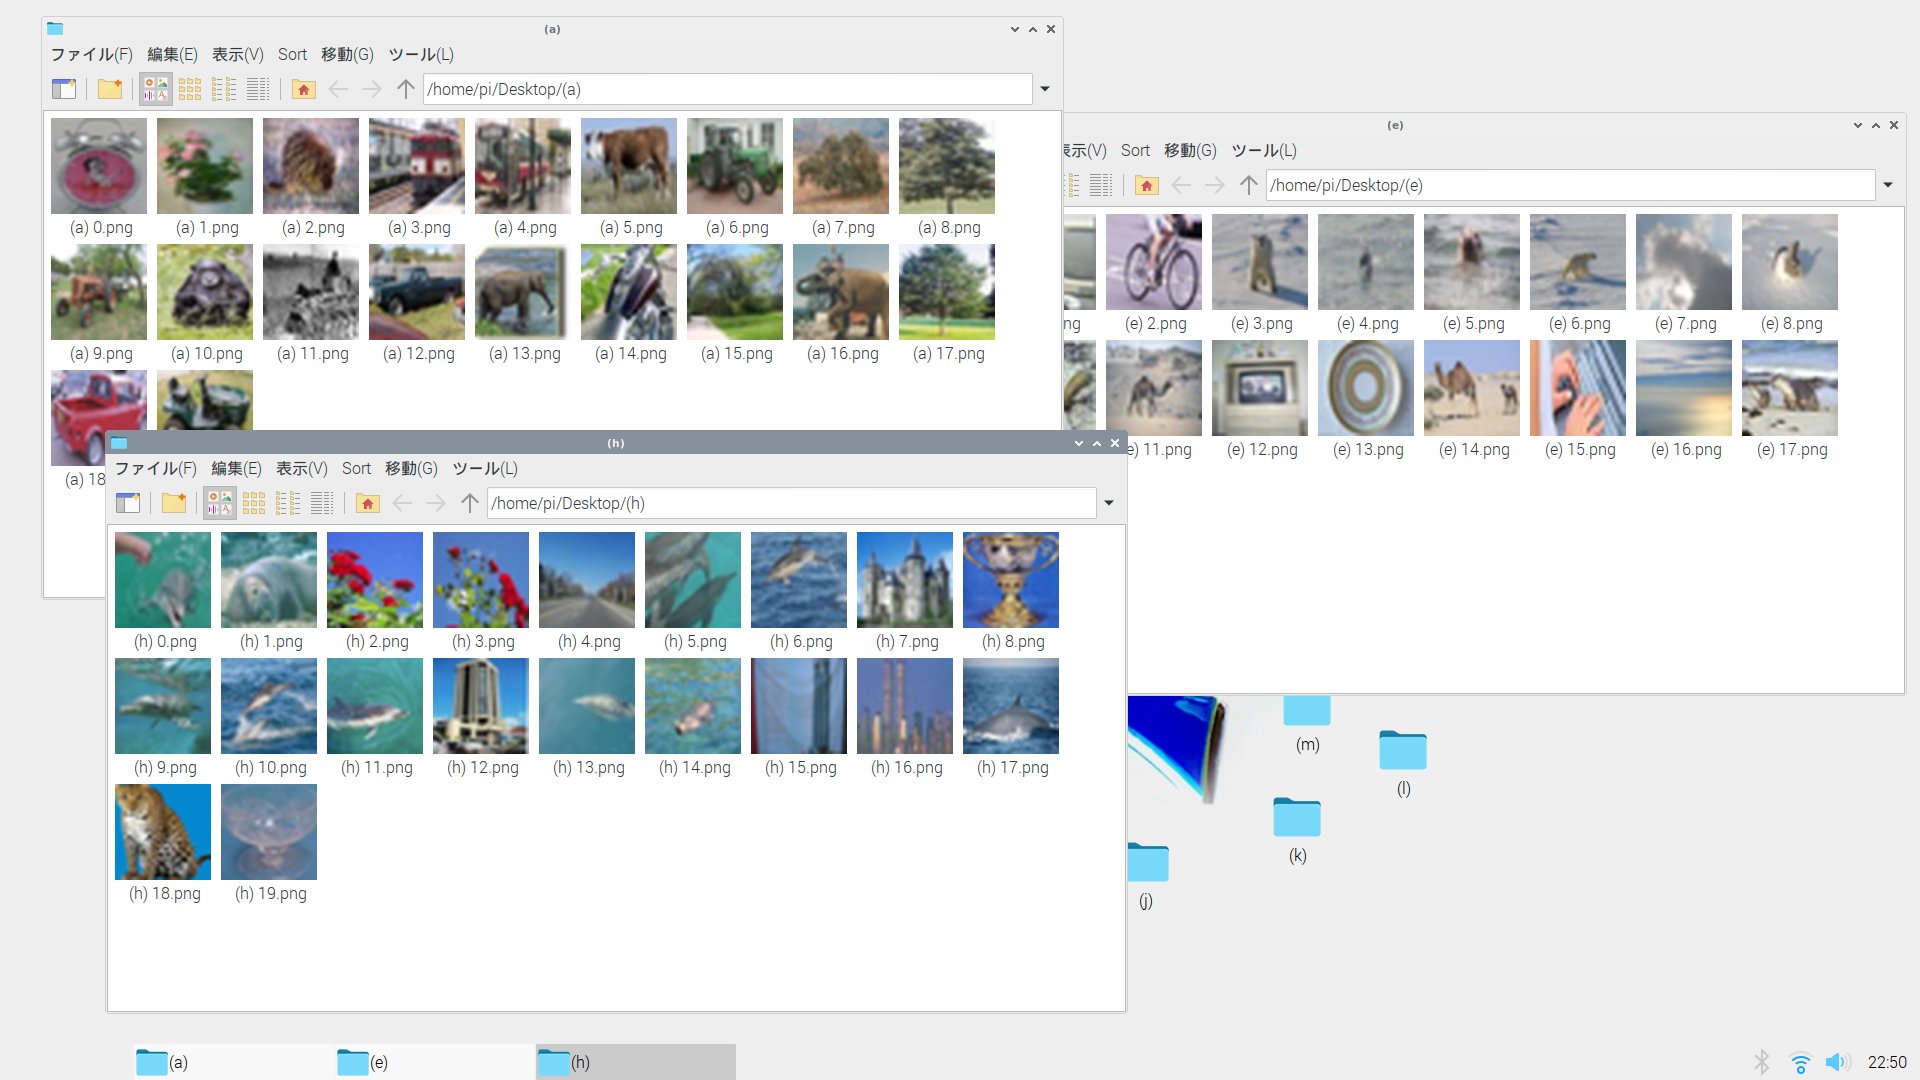 (a)
ファイル(F) 編集(E) 表示(V) Sort 移動(G) ツール(L)
/home/pi/Desktop/(a)
(a) 0.png (a) 1.png (a) 2.png (a) 3.png (a) 4.png (a) 5.png (a) 6.png (a) 7.png (a) 8.png
(a) 9.png (a) 10.png (a) 11.png (a) 12.png (a) 13.png (a) 14.png (a) 15.png (a) 16.png (a) 17.png
(a) 18
(e)
表示(V) Sort 移動(G) ツール(L)
/home/pi/Desktop/(e)
ng (e) 2.png (e) 3.png (e) 4.png (e) 5.png (e) 6.png (e) 7.png (e) 8.png
e) 11.png (e) 12.png (e) 13.png (e) 14.png (e) 15.png (e) 16.png (e) 17.png
(h)
ファイル(F) 編集(E) 表示(V) Sort 移動(G) ツール(L)
/home/pi/Desktop/(h)
(h) 0.png (h) 1.png (h) 2.png (h) 3.png (h) 4.png (h) 5.png (h) 6.png (h) 7.png (h) 8.png
(h) 9.png (h) 10.png (h) 11.png (h) 12.png (h) 13.png (h) 14.png (h) 15.png (h) 16.png (h) 17.png
(h) 18.png (h) 19.png
(m)
(l)
(k)
(j)
(a) (e) (h) 22:50